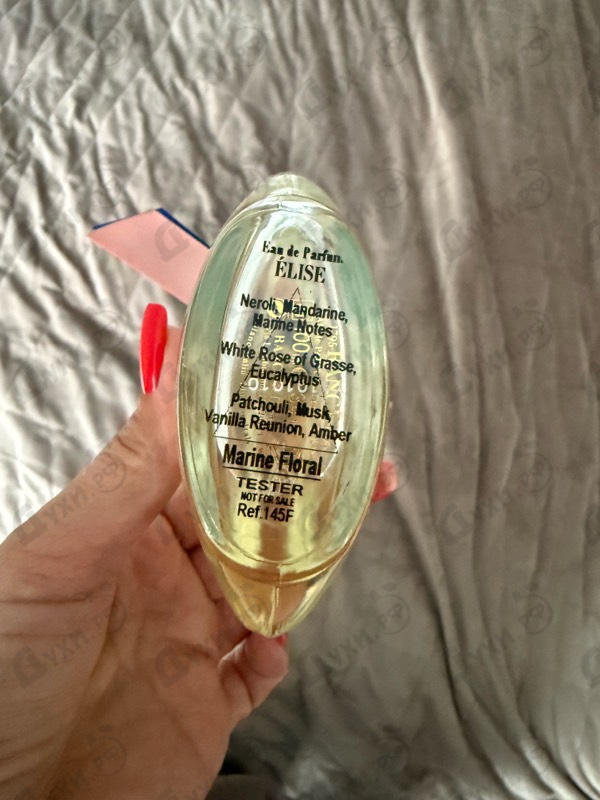 Eau de Parfum.
ÉLISE
Neroli, Mandarine,
Marine Notes
White Rose of Grasse,
Eucalyptus
Patchouli, Musk,
Vanilla Reunion, Amber
Marine Floral
TESTER
NOT FOR SALE
Ref.145F